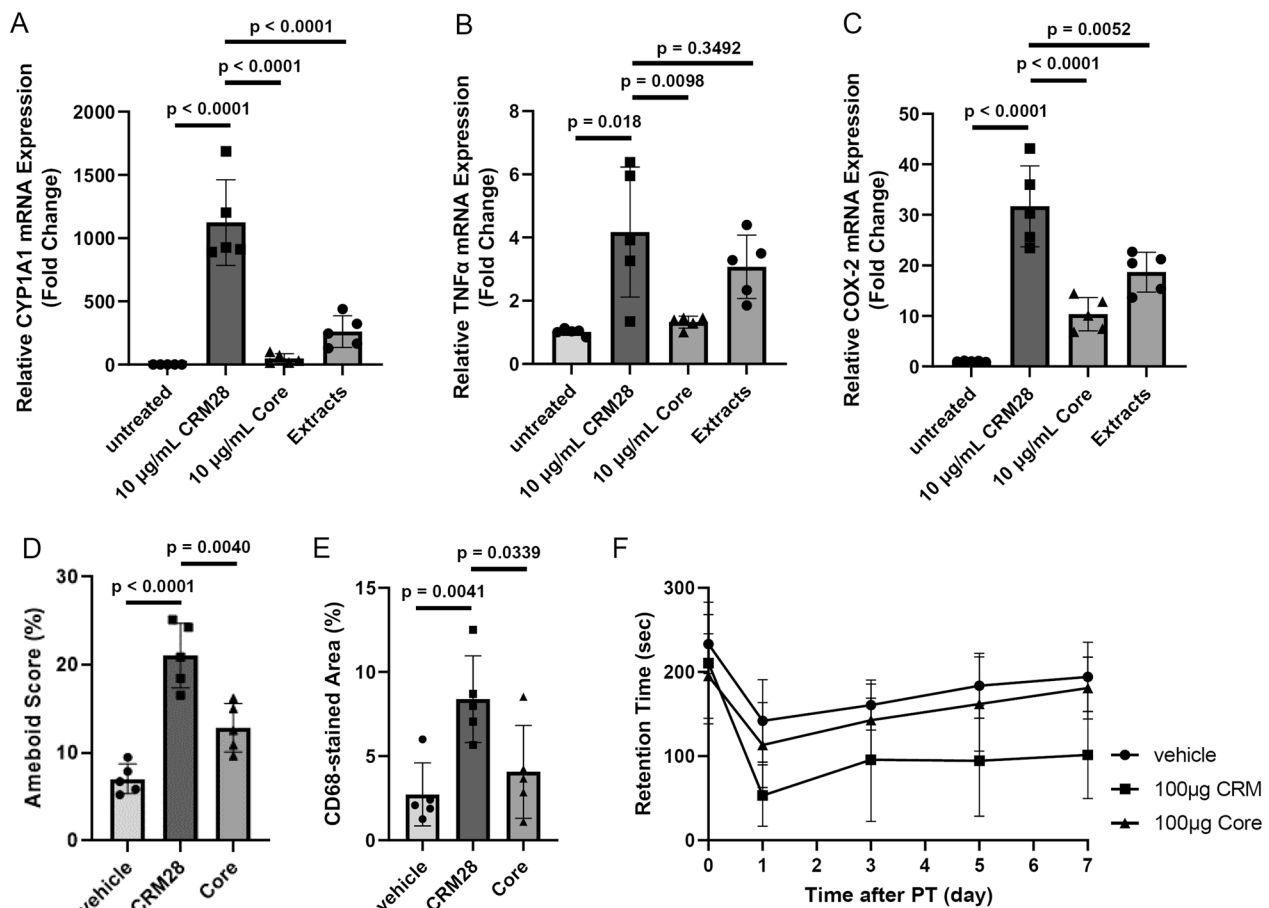 A
p < 0.0001
p < 0.0001
p < 0.0001
Relative CYP1A1 mRNA Expression
(Fold Change)
2000
1500
1000
500
0
untreated
10 µg/mL CRM28
10 µg/mL Core
Extracts
B
p = 0.3492
p = 0.0098
p = 0.018
Relative TNFα mRNA Expression
(Fold Change)
8
6
4
2
0
untreated
10 µg/mL CRM28
10 µg/mL Core
Extracts
C
p = 0.0052
p < 0.0001
p < 0.0001
Relative COX-2 mRNA Expression
(Fold Change)
50
40
30
20
10
0
untreated
10 µg/mL CRM28
10 µg/mL Core
Extracts
D
p = 0.0040
p < 0.0001
Ameboid Score (%)
30
20
10
0
vehicle
CRM28
Core
E
p = 0.0339
p = 0.0041
CD68-stained Area (%)
15
10
5
0
vehicle
CRM28
Core
F
Retention Time (sec)
300
200
100
0
0 1 2 3 4 5 6 7
Time after PT (day)
vehicle
100µg CRM
100µg Core